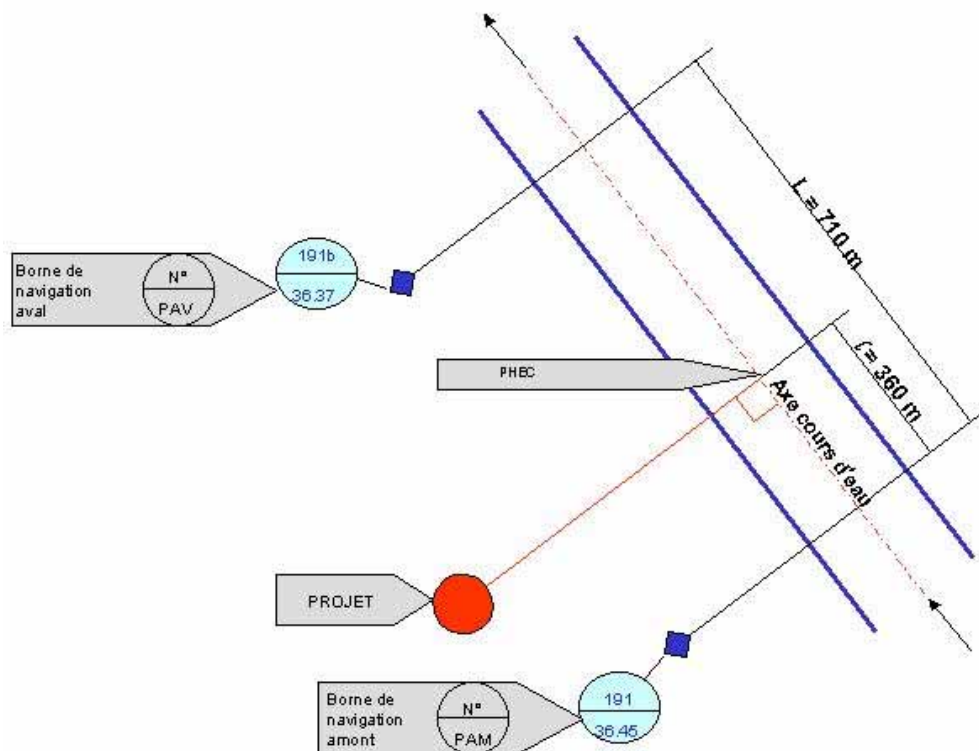 L = 710 m
191b
36.37
Borne de
navigation
aval
N°
PAV
ℓ = 360 m
PHEC
Axe cours d'eau
PROJET
191
36.45
Borne de
navigation
amont
N°
PAM